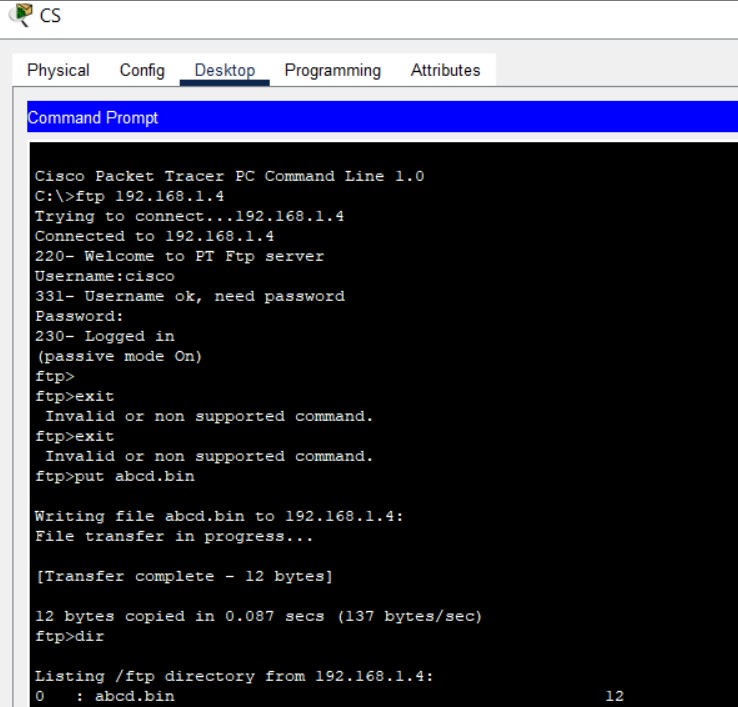 CS
Physical Config Desktop Programming Attributes
Command Prompt
Cisco Packet Tracer PC Command Line 1.0
C:\>ftp 192.168.1.4
Trying to connect...192.168.1.4
Connected to 192.168.1.4
220- Welcome to PT Ftp server
Username:cisco
331- Username ok, need password
Password:
230- Logged in
(passive mode On)
ftp>
ftp>exit
Invalid or non supported command.
ftp>exit
Invalid or non supported command.
ftp>put abcd.bin
Writing file abcd.bin to 192.168.1.4:
File transfer in progress...
[Transfer complete - 12 bytes]
12 bytes copied in 0.087 secs (137 bytes/sec)
ftp>dir
Listing /ftp directory from 192.168.1.4:
0 : abcd.bin 12